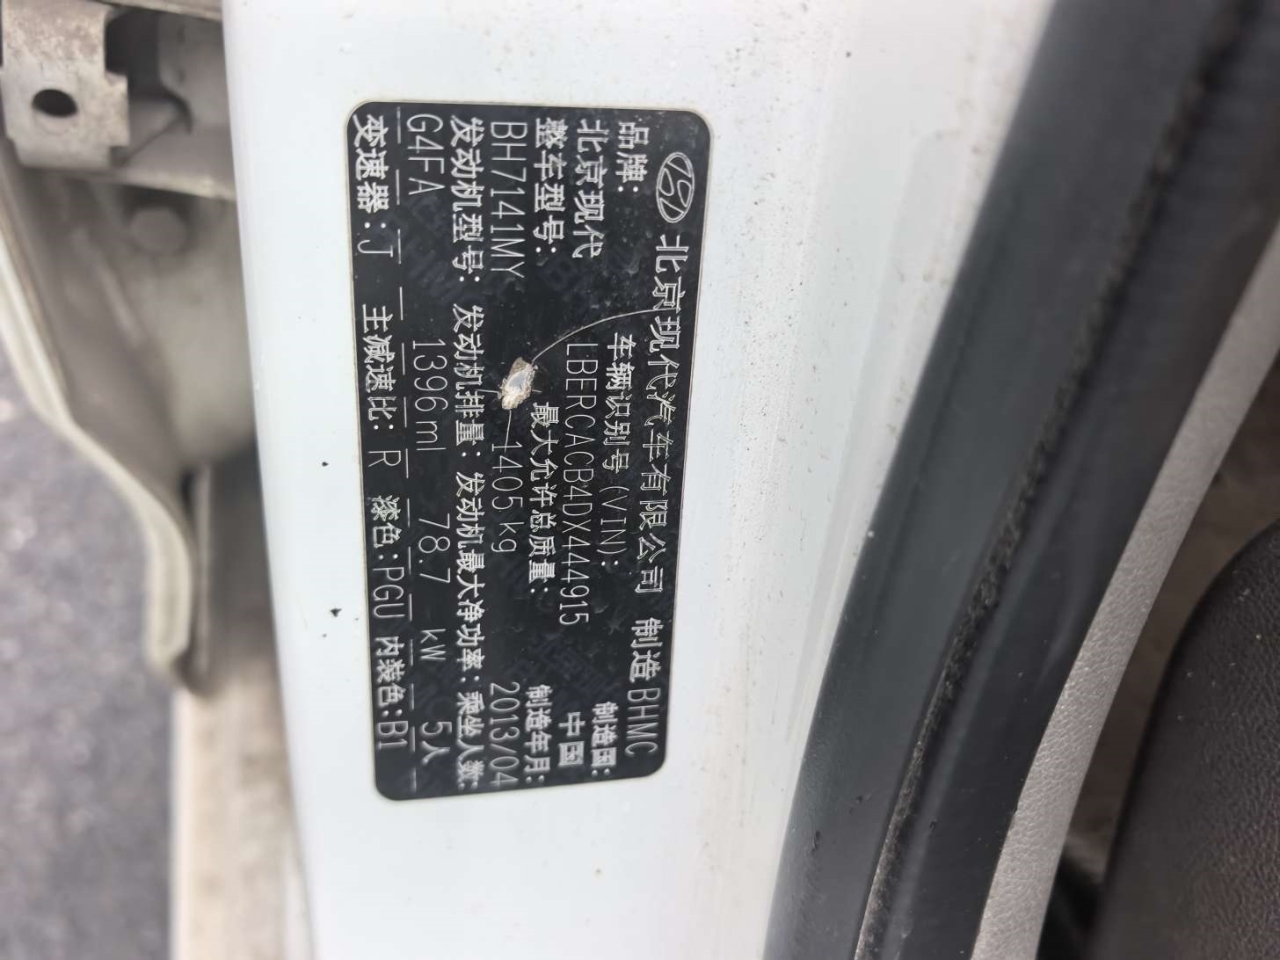 北京现代汽车有限公司 制造 BHMC
品牌: 车辆识别号(VIN): 制造国:
北京现代 LBERCACB4DX444915 中国
整车型号: 最大允许总质量: 制造年月:
BH7141MY 1405kg 2013/04
发动机型号: 发动机排量: 发动机最大净功率: 乘坐人数:
G4FA 1396ml 78.7 kW 5人
变速器:J 主减速比:R 漆色:PGU 内装色:B1